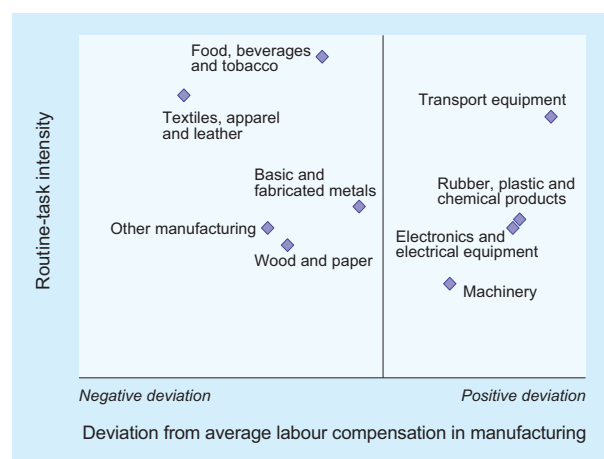 Food, beverages
and tobacco
Textiles, apparel
and leather
Transport equipment
Basic and
fabricated metals
Rubber, plastic and
chemical products
Other manufacturing
Electronics and
electrical equipment
Wood and paper
Machinery
Routine-task intensity
Negative deviation
Positive deviation
Deviation from average labour compensation in manufacturing